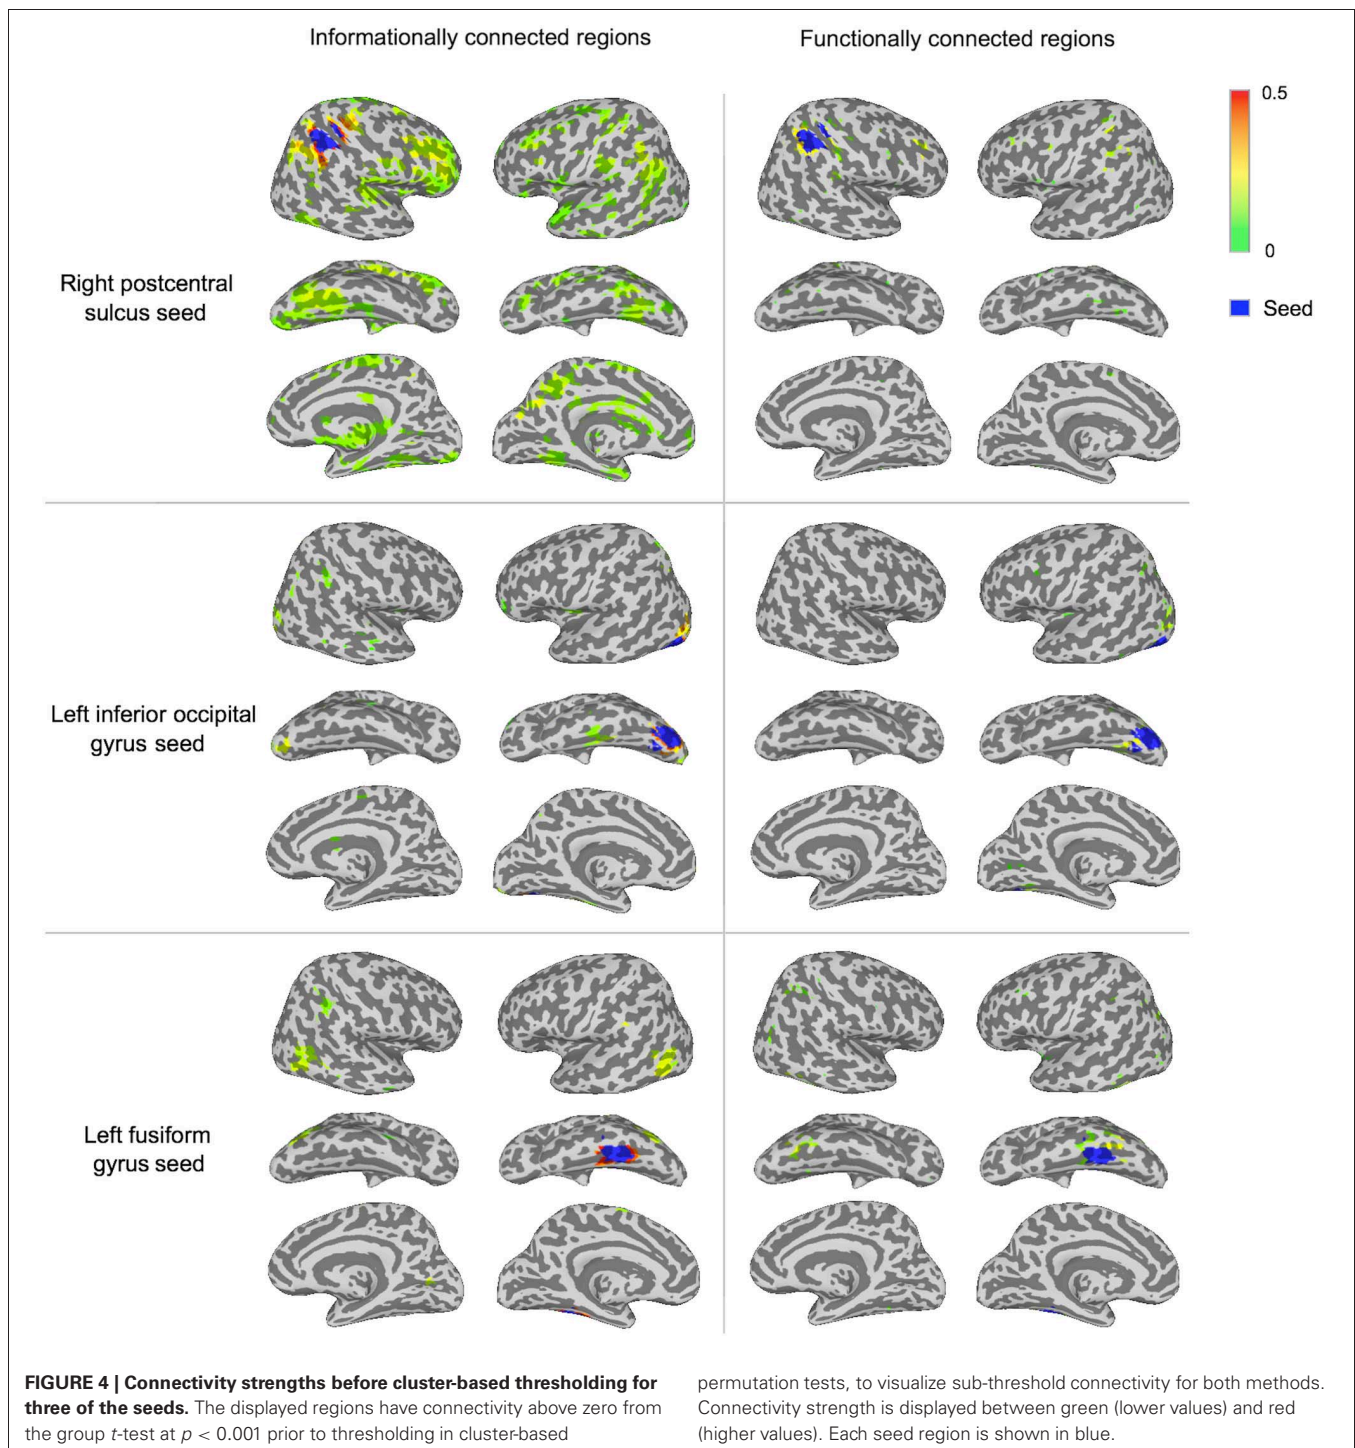 Informationally connected regions
Functionally connected regions
0.5
0
Seed
Right postcentral
sulcus seed
Left inferior occipital
gyrus seed
Left fusiform
gyrus seed
FIGURE 4 | Connectivity strengths before cluster-based thresholding for
three of the seeds. The displayed regions have connectivity above zero from
the group t-test at p < 0.001 prior to thresholding in cluster-based
permutation tests, to visualize sub-threshold connectivity for both methods.
Connectivity strength is displayed between green (lower values) and red
(higher values). Each seed region is shown in blue.